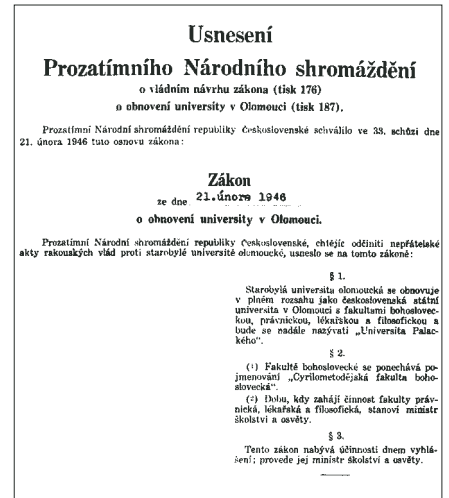 Usnesení
Prozatímního Národního shromáždění
o vládním návrhu zákona (tisk 176)
o obnovení university v Olomouci (tisk 187).
Prozatímní Národní shromáždění republiky Československé schválilo ve 33. schůzi dne
21. února 1946 tuto osnovu zákona:
Zákon
ze dne 21.února 1946
o obnovení university v Olomouci.
Prozatímní Národní shromáždění republiky Československé, chtějíc odčiniti nepřátelské
akty rakouských vlád proti starobylé universitě olomoucké, usneslo se na tomto zákoně:
§ 1.
Starobylá universita olomoucká se obnovuje
v plném rozsahu jako československá státní
universita v Olomouci s fakultami bohoslovec-
kou, právnickou, lékařskou a filosofickou a
bude se nadále nazývati „Universita Palac-
kého“.
§ 2.
(1) Fakultě bohoslovecké se ponechává po-
jmenování „Cyrilometodějská fakulta boho-
slovecká“.
(2) Dobu, kdy zahájí činnost fakulty práv-
nická, lékařská a filosofická, stanoví ministr
školství a osvěty.
§ 3.
Tento zákon nabývá účinnosti dnem vyhlá-
šení; provede jej ministr školství a osvěty.